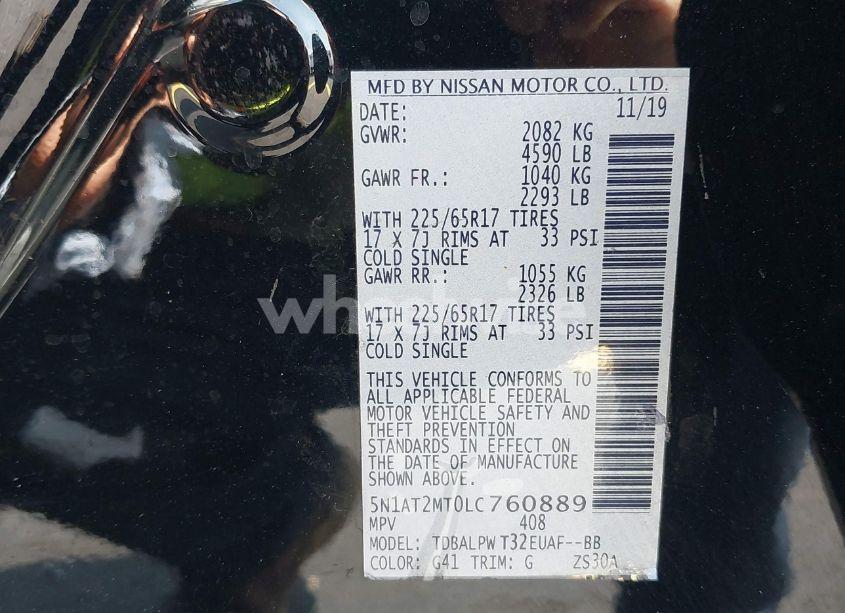 MFD BY NISSAN MOTOR CO., LTD.
DATE: 11/19
GVWR: 2082 KG
4590 LB
GAWR FR.: 1040 KG
2293 LB
WITH 225/65R17 TIRES
17 X 7J RIMS AT 33 PSI
COLD SINGLE
GAWR RR.: 1055 KG
2326 LB
WITH 225/65R17 TIRES
17 X 7J RIMS AT 33 PSI
COLD SINGLE
THIS VEHICLE CONFORMS TO
ALL APPLICABLE FEDERAL
MOTOR VEHICLE SAFETY AND
THEFT PREVENTION
STANDARDS IN EFFECT ON
THE DATE OF MANUFACTURE
SHOWN ABOVE.
5N1AT2MT0LC760889
MPV 408
MODEL: TDBALPW T32EUAF--BB
COLOR: G41 TRIM: G ZS30A